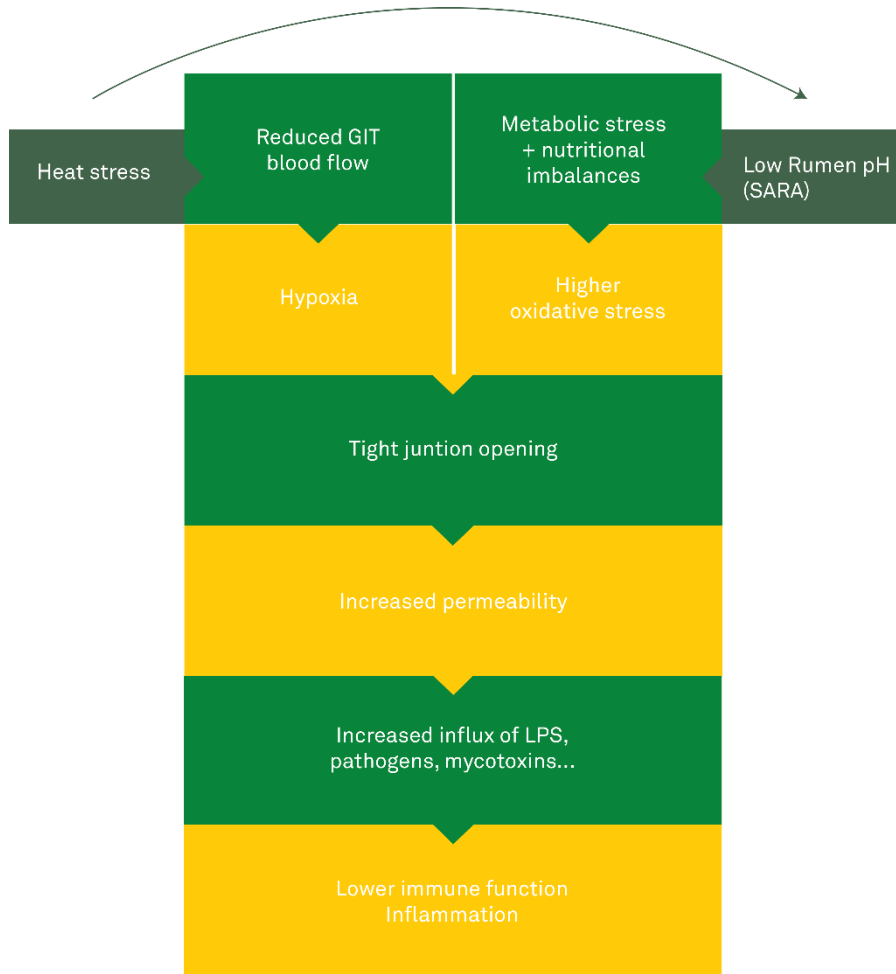 Heat stress
Reduced GIT
blood flow
Metabolic stress
+ nutritional
imbalances
Low Rumen pH
(SARA)
Hypoxia
Higher
oxidative stress
Tight juntion opening
Increased permeability
Increased influx of LPS,
pathogens, mycotoxins...
Lower immune function
Inflammation